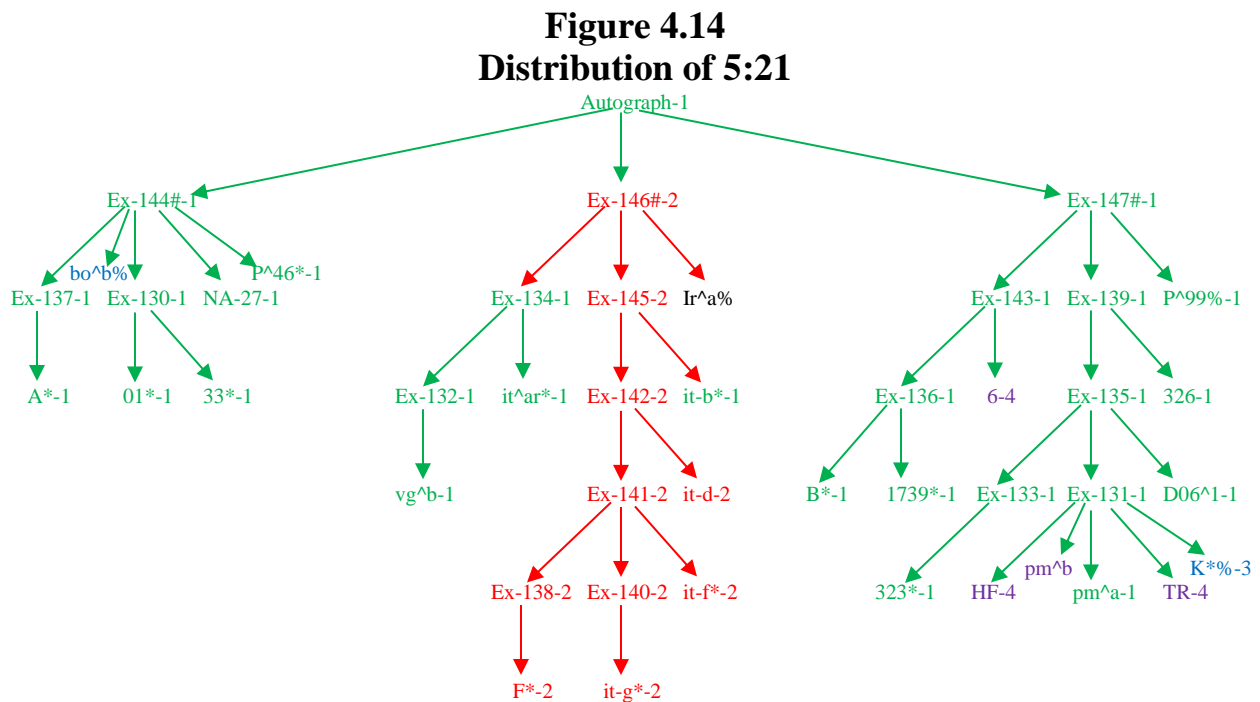 Figure 4.14
Distribution of 5:21
Autograph-1
Ex-144#-1 Ex-146#-2 Ex-147#-1
bo^b% P^46*-1
Ex-137-1 Ex-130-1 NA-27-1 Ex-134-1 Ex-145-2 Ir^a% Ex-143-1 Ex-139-1 P^99%-1
A*-1 01*-1 33*-1 Ex-132-1 it^ar*-1 Ex-142-2 it-b*-1 Ex-136-1 6-4 Ex-135-1 326-1
vg^b-1 Ex-141-2 it-d-2 B*-1 1739*-1 Ex-133-1 Ex-131-1 D06^1-1
pm^b K*%-3
Ex-138-2 Ex-140-2 it-f*-2 323*-1 HF-4 pm^a-1 TR-4
F*-2 it-g*-2